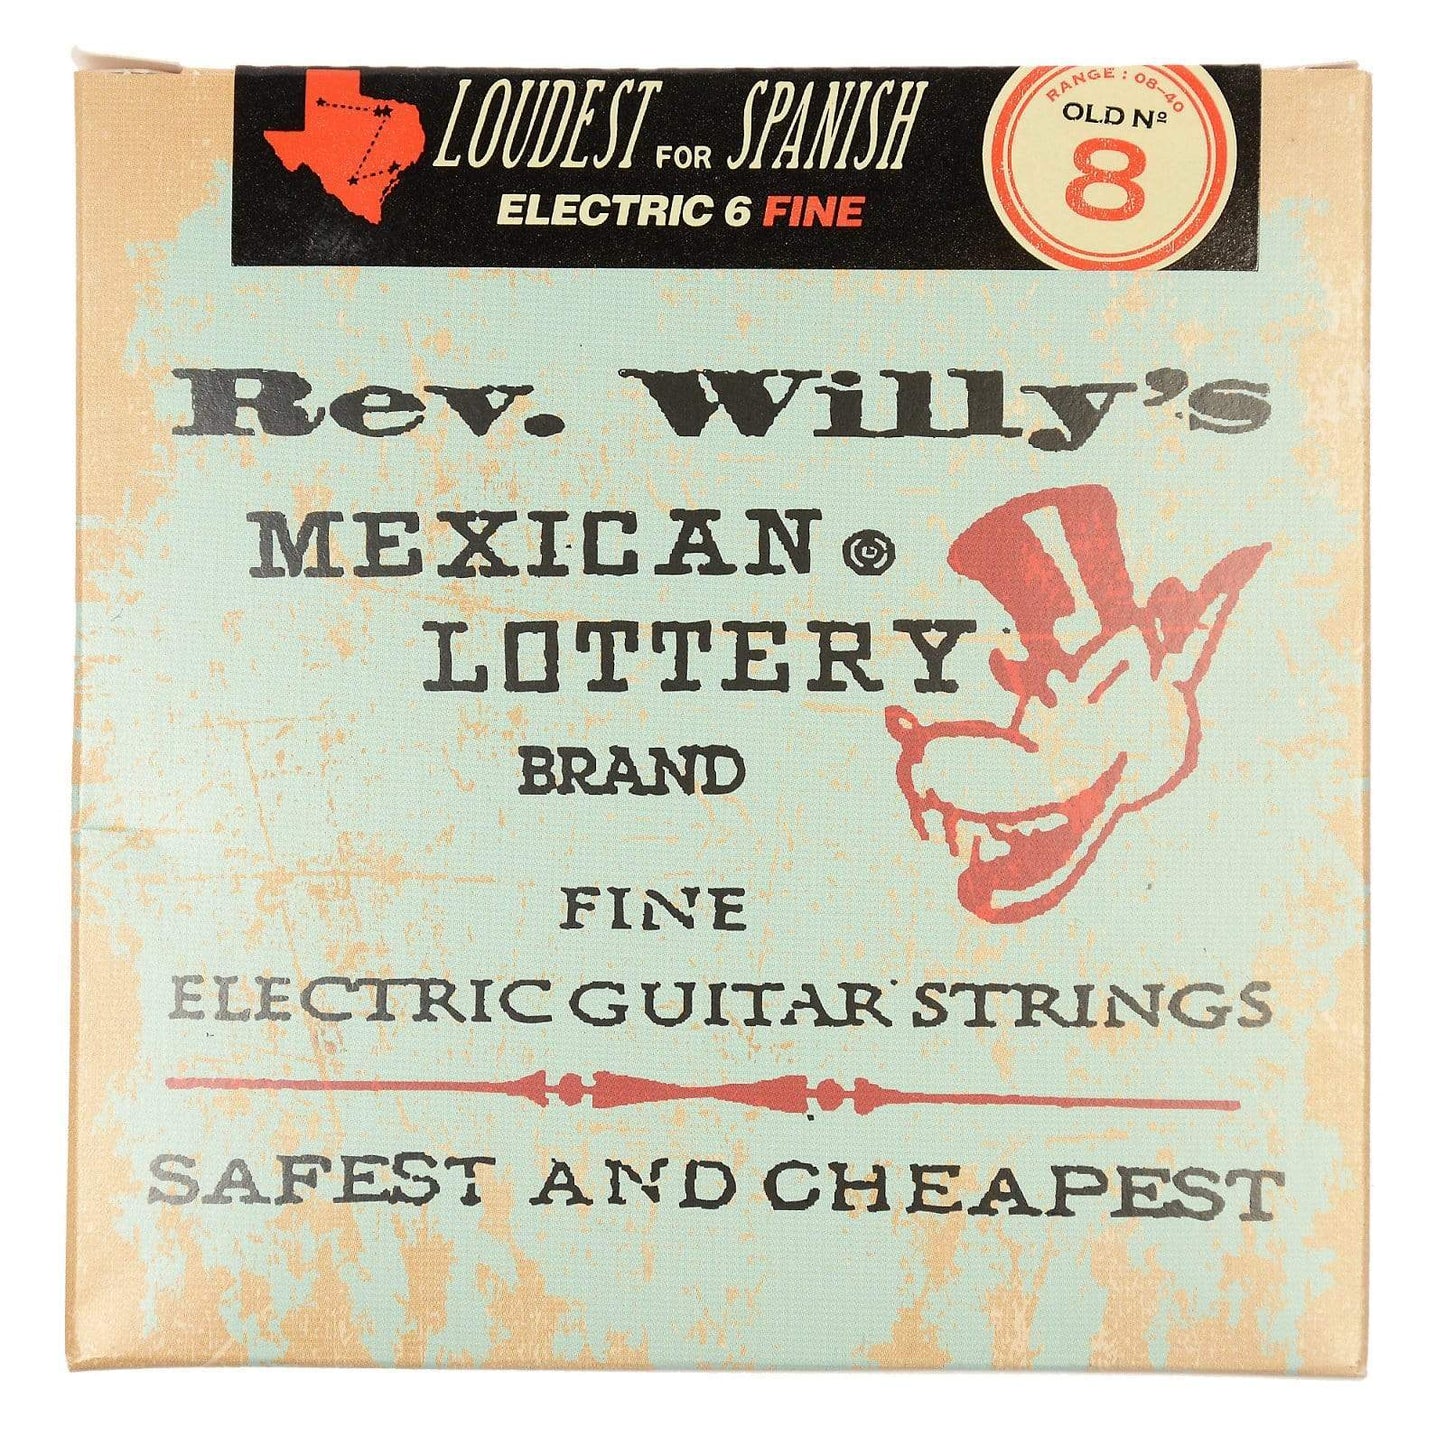 LOUDEST FOR SPANISH
ELECTRIC 6 FINE
RANGE : 08–40
OLD Nº
8
Rev. Willy's
MEXICAN
LOTTERY
BRAND
FINE
ELECTRIC GUITAR STRINGS
SAFEST AND CHEAPEST